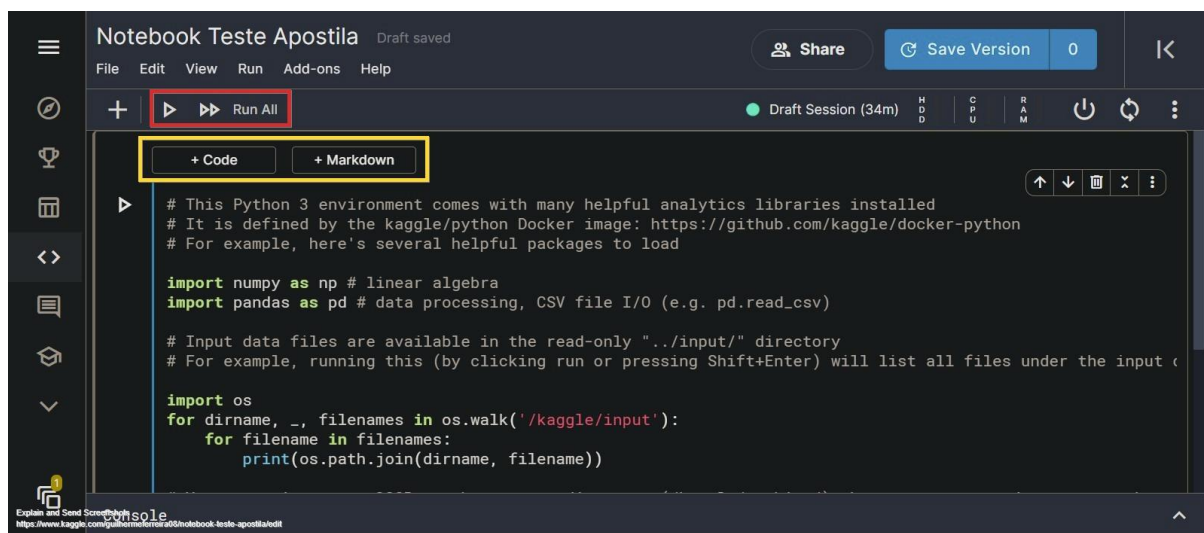 Notebook Teste Apostila Draft saved
Share
Save Version 0
File Edit View Run Add-ons Help
Run All
Draft Session (34m) HDD CPU RAM
+ Code + Markdown
# This Python 3 environment comes with many helpful analytics libraries installed
# It is defined by the kaggle/python Docker image: https://github.com/kaggle/docker-python
# For example, here's several helpful packages to load
import numpy as np # linear algebra
import pandas as pd # data processing, CSV file I/O (e.g. pd.read_csv)
# Input data files are available in the read-only "../input/" directory
# For example, running this (by clicking run or pressing Shift+Enter) will list all files under the input
import os
for dirname, _, filenames in os.walk('/kaggle/input'):
    for filename in filenames:
        print(os.path.join(dirname, filename))
1
Console
Explain and Send Screenshots
https://www.kaggle.com/guilhermeferreira08/notebook-teste-apostila/edit